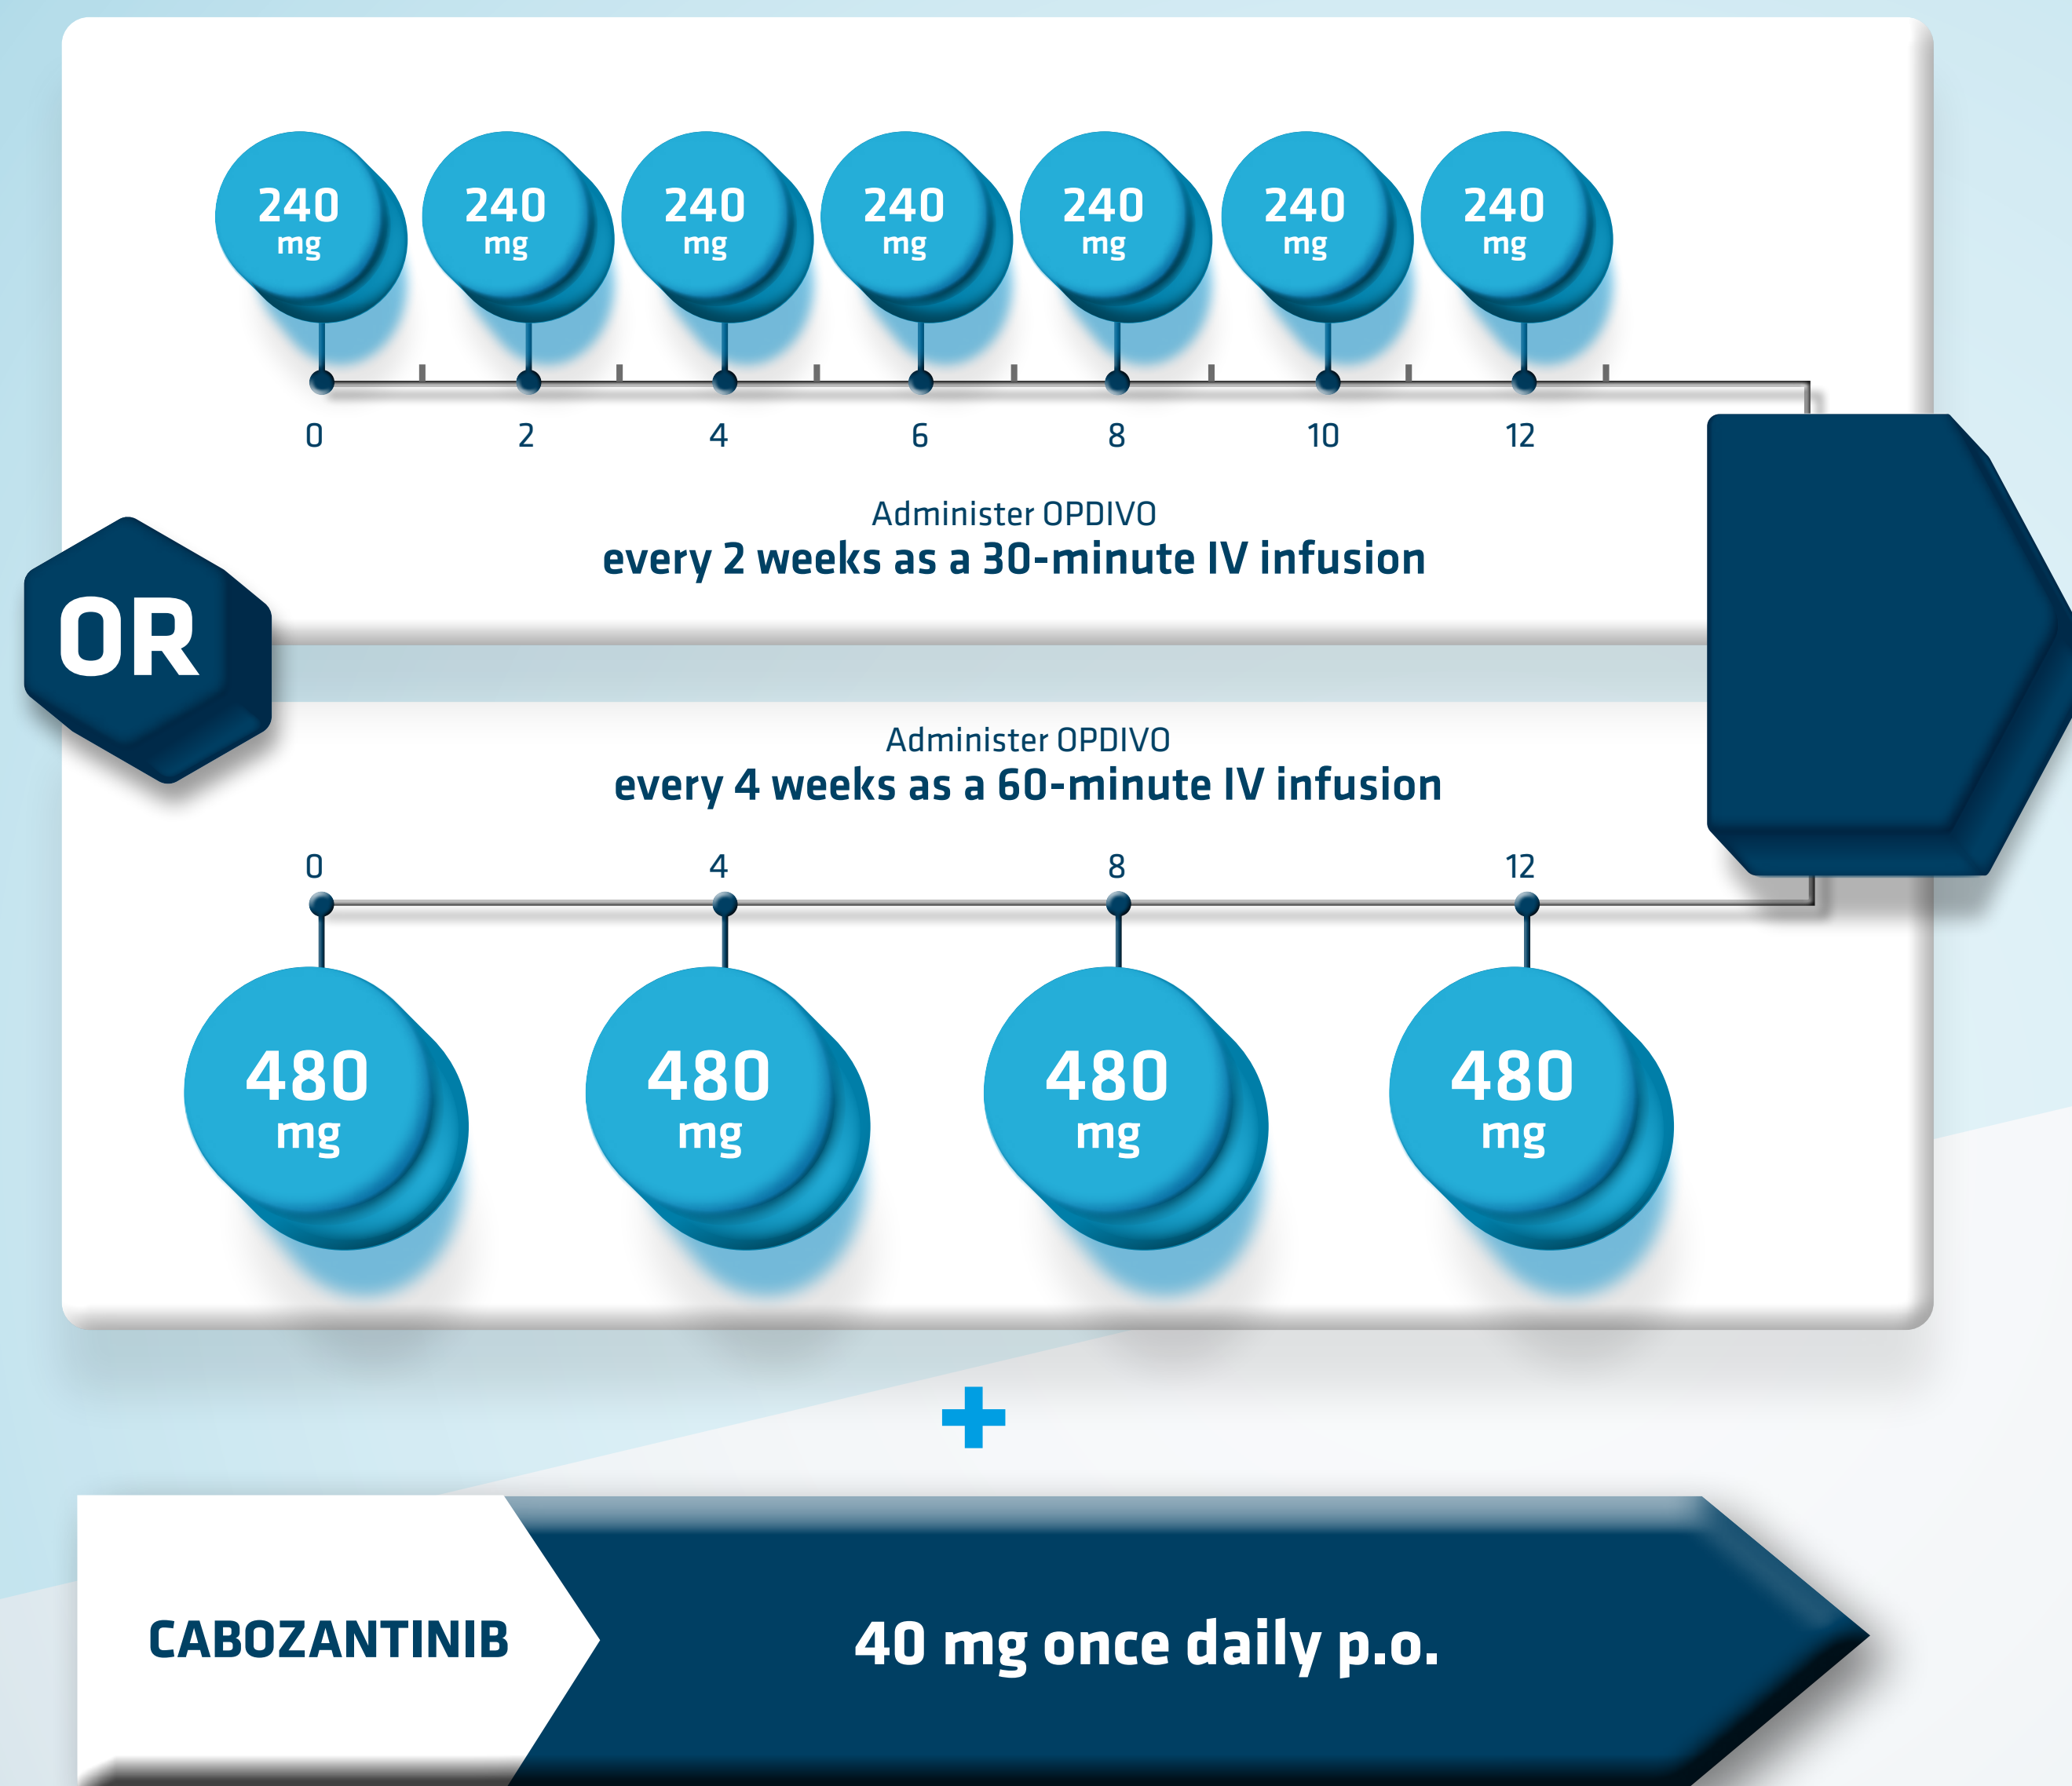 240 240 240 240 240 240 240
mg mg mg mg mg mg mg
0 2 4 6 8 10 12
Administer OPDIVO
every 2 weeks as a 30-minute IV infusion
OR
Administer OPDIVO
every 4 weeks as a 60-minute IV infusion
0 4 8 12
480 480 480 480
mg mg mg mg
+
CABOZANTINIB 40 mg once daily p.o.